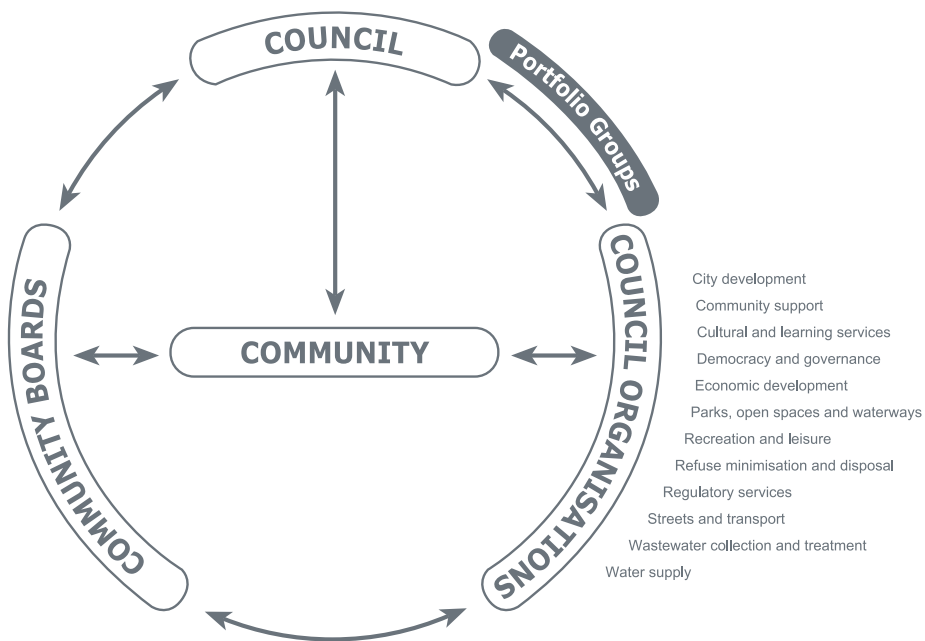 COUNCIL
Portfolio Groups
COMMUNITY BOARDS
COMMUNITY
COUNCIL ORGANISATIONS
City development
Community support
Cultural and learning services
Democracy and governance
Economic development
Parks, open spaces and waterways
Recreation and leisure
Refuse minimisation and disposal
Regulatory services
Streets and transport
Wastewater collection and treatment
Water supply